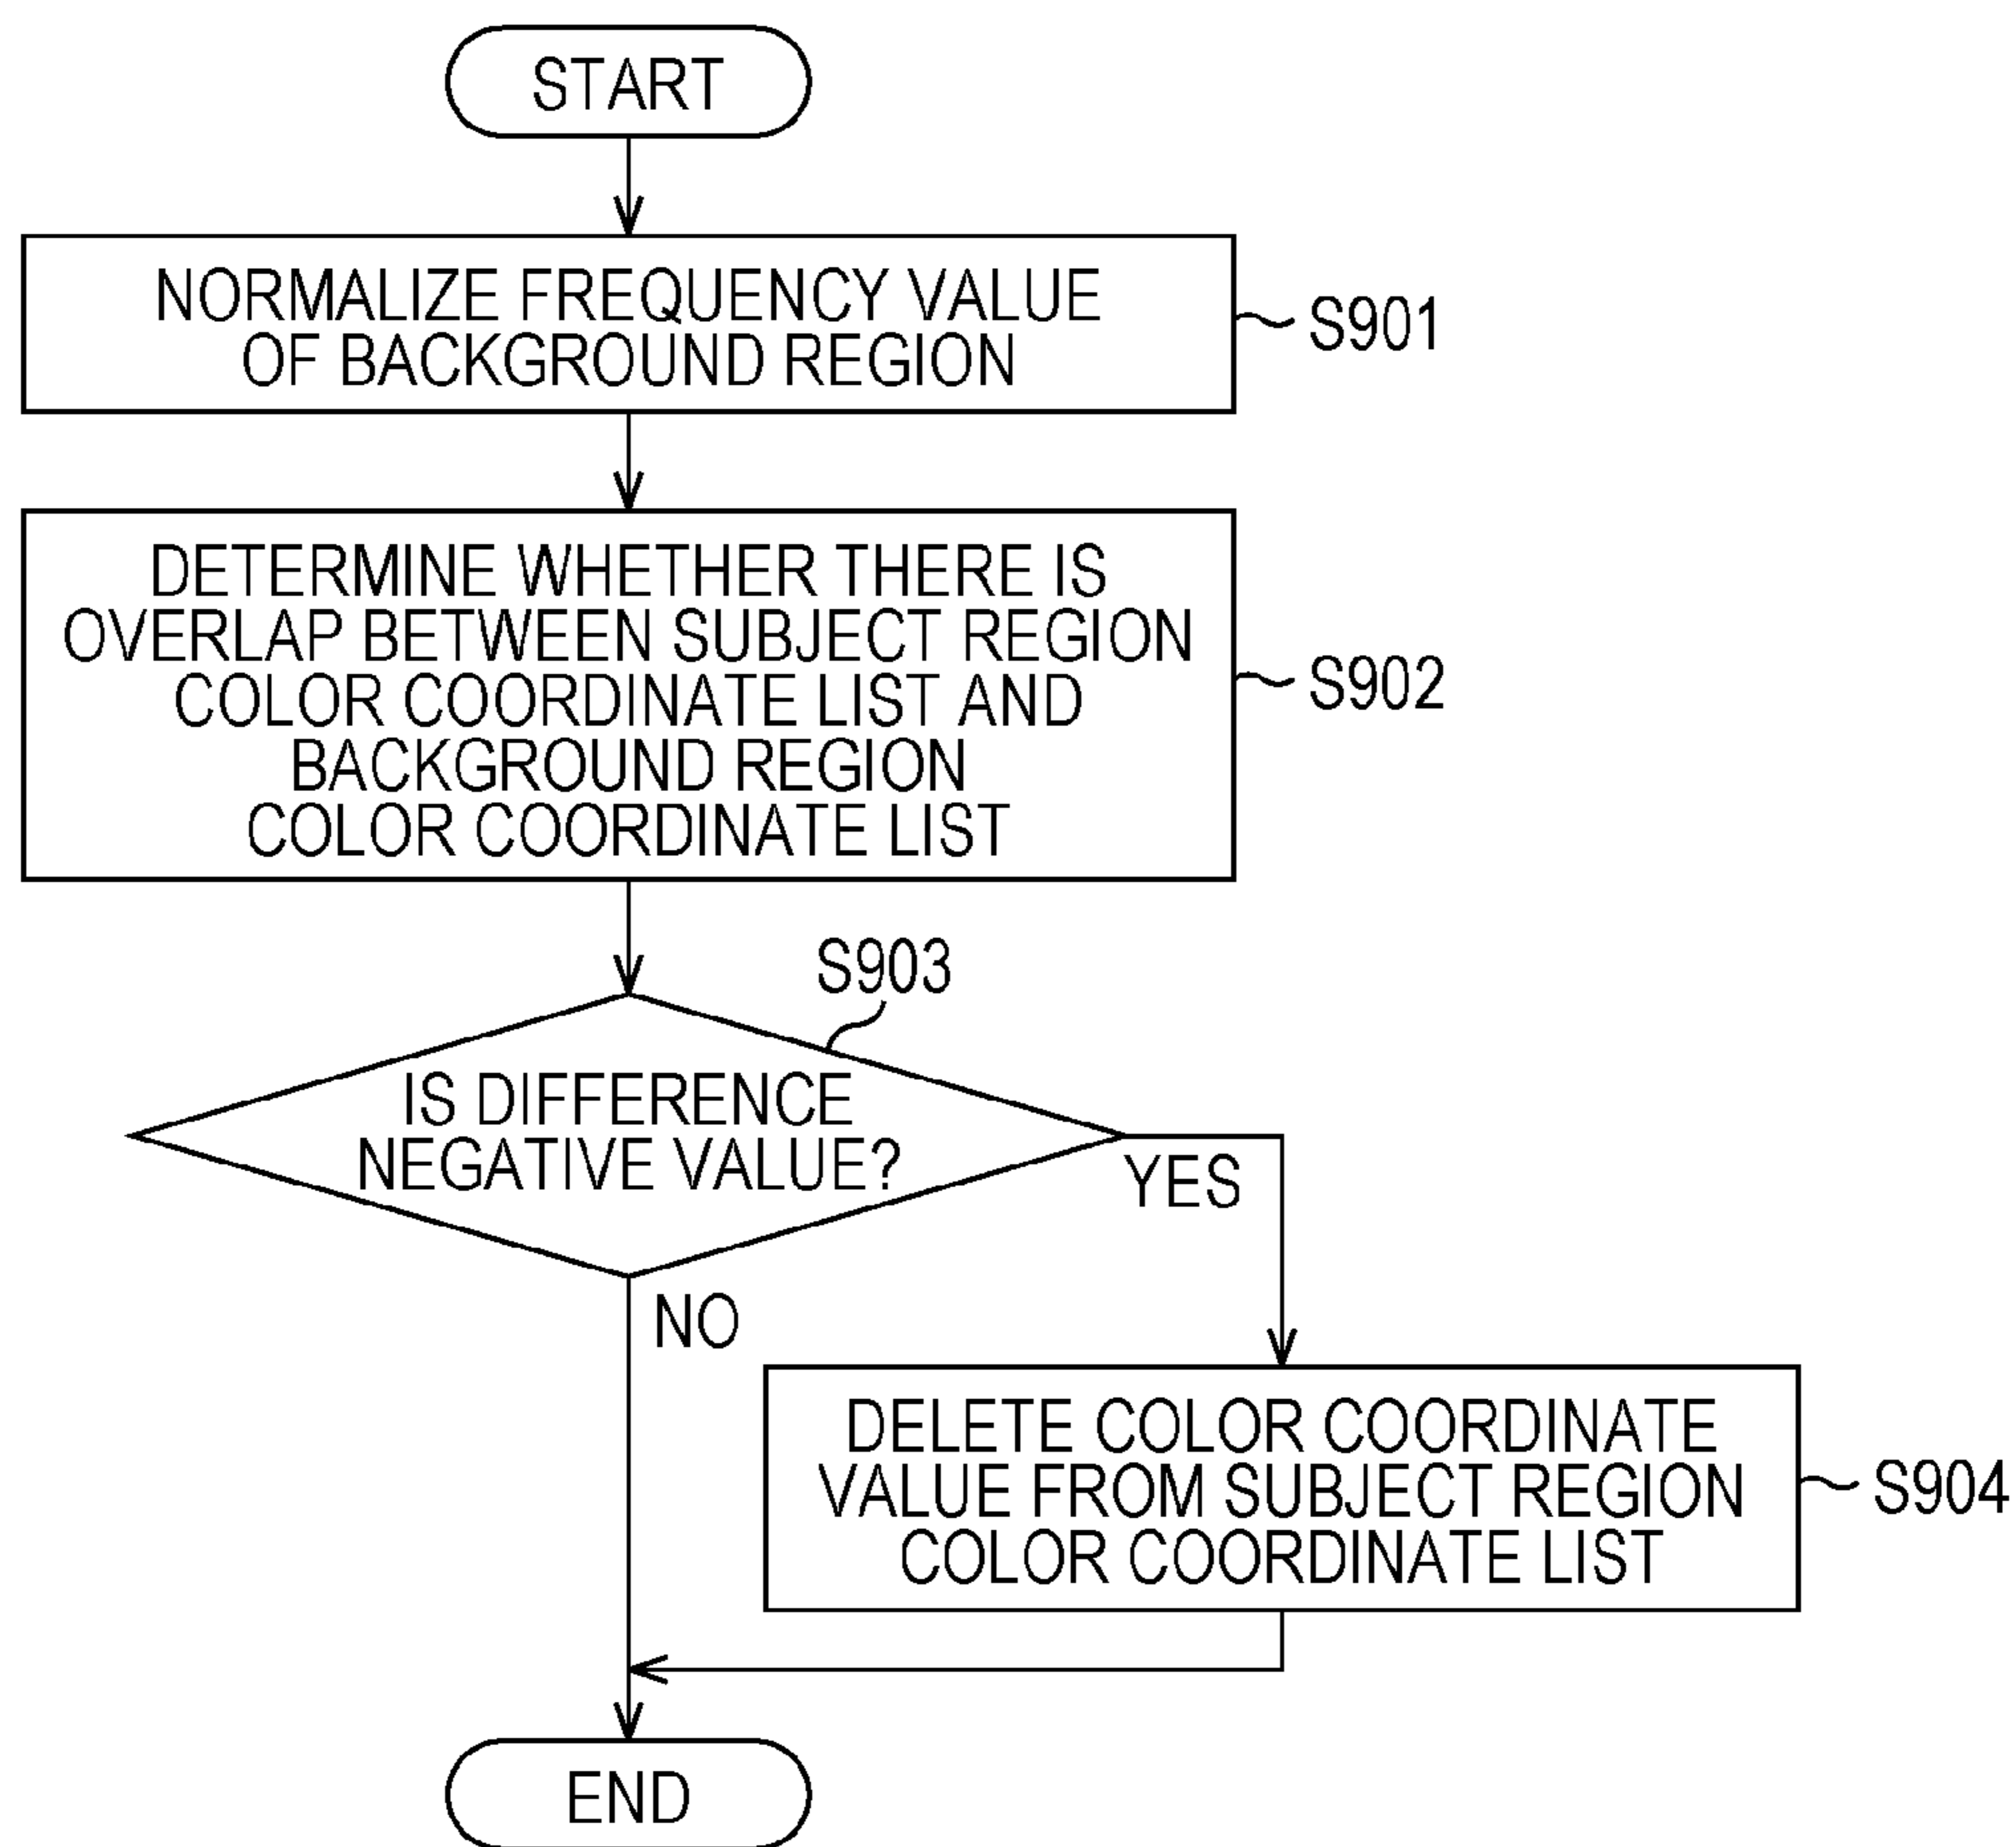 START
NORMALIZE FREQUENCY VALUE
OF BACKGROUND REGION
S901
DETERMINE WHETHER THERE IS
OVERLAP BETWEEN SUBJECT REGION
COLOR COORDINATE LIST AND
BACKGROUND REGION
COLOR COORDINATE LIST
S902
S903
IS DIFFERENCE
NEGATIVE VALUE?
YES
NO
DELETE COLOR COORDINATE
VALUE FROM SUBJECT REGION
COLOR COORDINATE LIST
S904
END